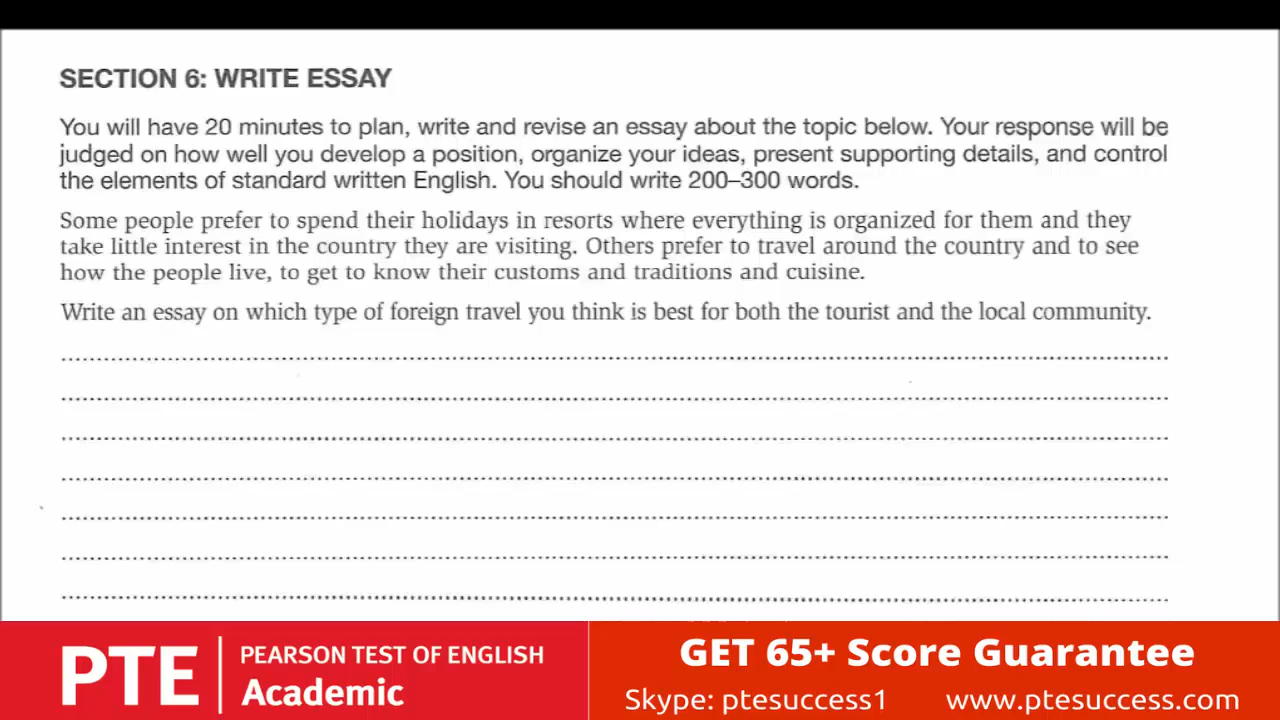 SECTION 6: WRITE ESSAY
You will have 20 minutes to plan, write and revise an essay about the topic below. Your response will be
judged on how well you develop a position, organize your ideas, present supporting details, and control
the elements of standard written English. You should write 200–300 words.
Some people prefer to spend their holidays in resorts where everything is organized for them and they
take little interest in the country they are visiting. Others prefer to travel around the country and to see
how the people live, to get to know their customs and traditions and cuisine.
Write an essay on which type of foreign travel you think is best for both the tourist and the local community.
PTE
PEARSON TEST OF ENGLISH
Academic
GET 65+ Score Guarantee
Skype: ptesuccess1 www.ptesuccess.com